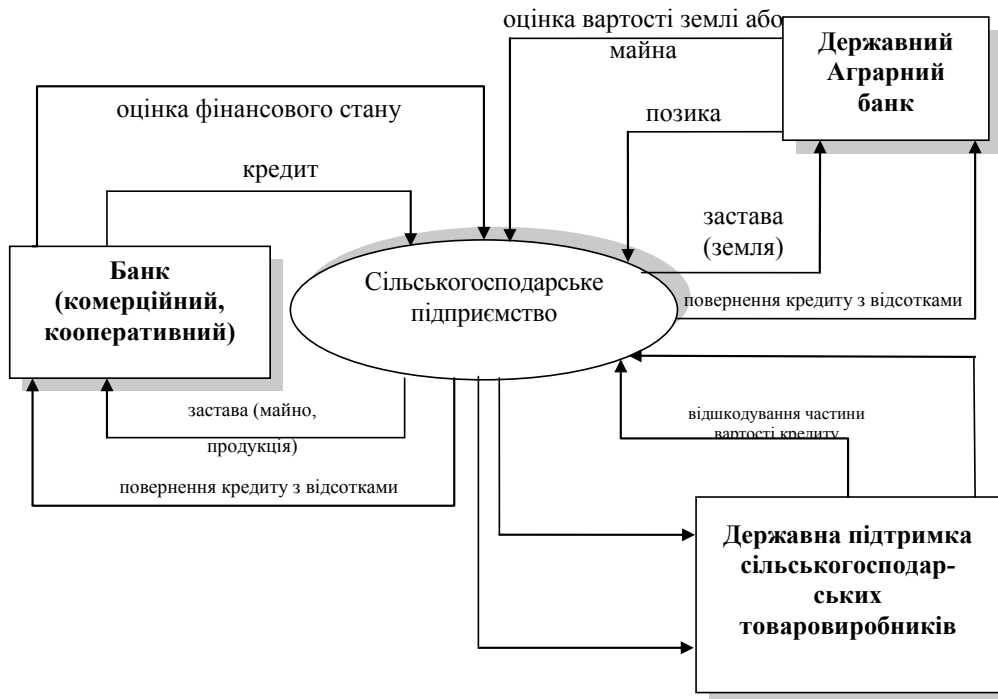 оцінка вартості землі або
майна
Державний
Аграрний
банк
оцінка фінансового стану
позика
кредит
застава
(земля)
Банк
(комерційний,
кооперативний)
Сільськогосподарське
підприємство
повернення кредиту з відсотками
застава (майно,
продукція)
відшкодування частини
вартості кредиту
повернення кредиту з відсотками
Державна підтримка
сільськогосподар-
ських
товаровиробників